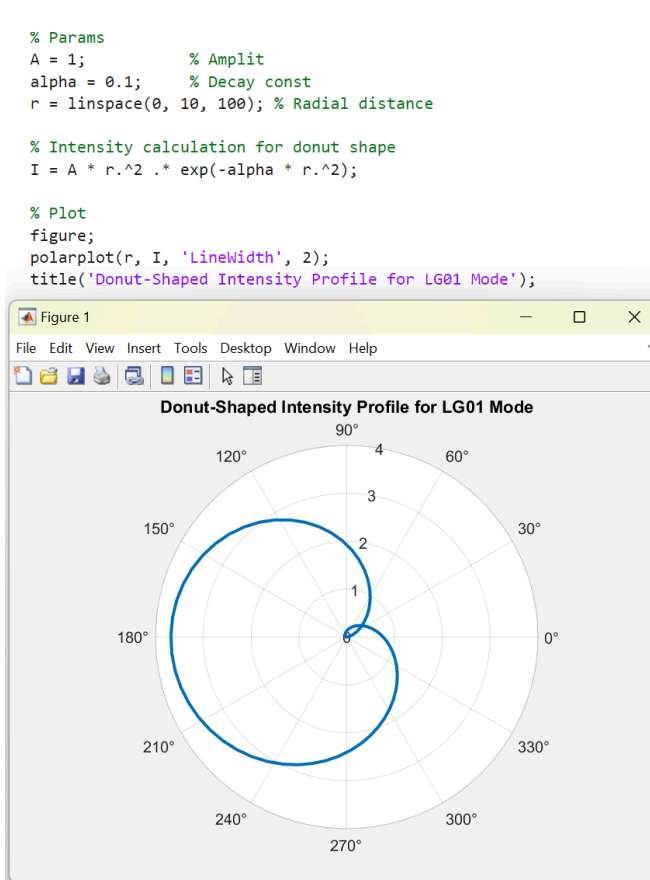 % Params
A = 1; % Amplit
alpha = 0.1; % Decay const
r = linspace(0, 10, 100); % Radial distance
% Intensity calculation for donut shape
I = A * r.^2 .* exp(-alpha * r.^2);
% Plot
figure;
polarplot(r, I, 'LineWidth', 2);
title('Donut-Shaped Intensity Profile for LG01 Mode');
Figure 1
File Edit View Insert Tools Desktop Window Help
Donut-Shaped Intensity Profile for LG01 Mode
90°
120° 4 60°
3
150° 30°
2
1
180° 0 0°
210° 330°
240° 300°
270°